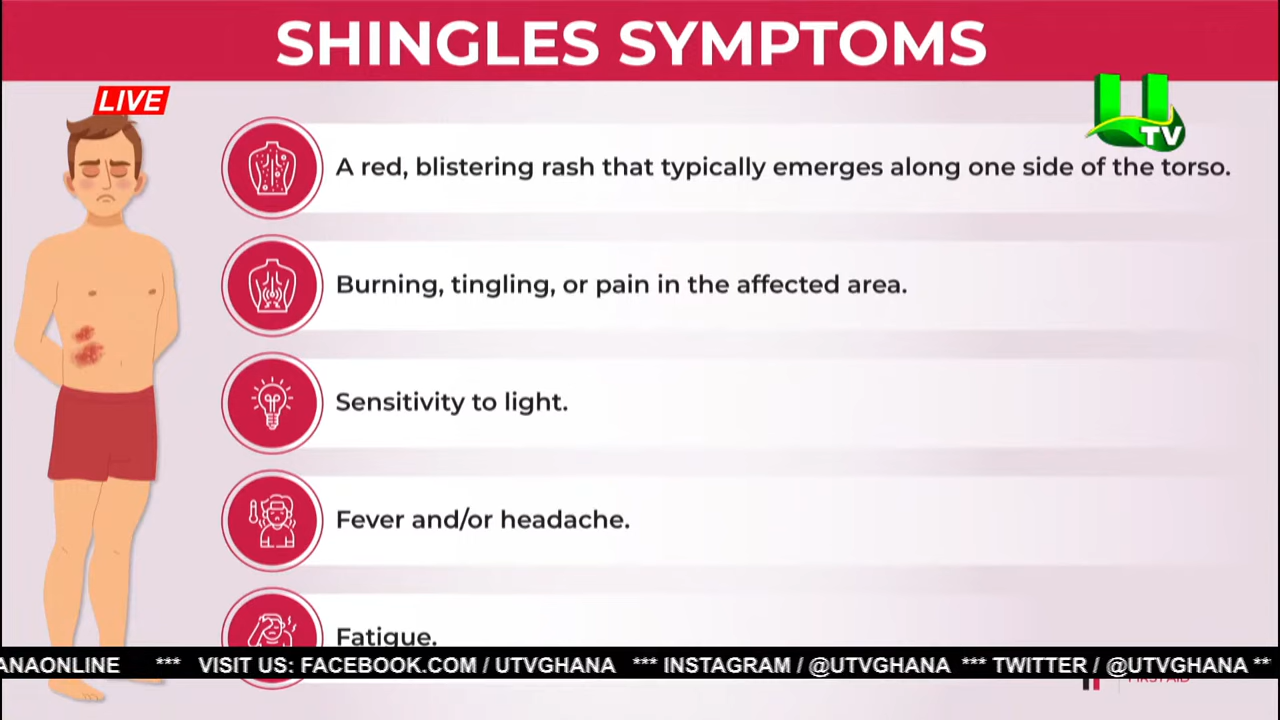 SHINGLES SYMPTOMS
LIVE
U
TV
A red, blistering rash that typically emerges along one side of the torso.
Burning, tingling, or pain in the affected area.
Sensitivity to light.
Fever and/or headache.
Fatigue.
ANAONLINE *** VISIT US: FACEBOOK.COM / UTVGHANA *** INSTAGRAM / @UTVGHANA *** TWITTER / @UTVGHANA **